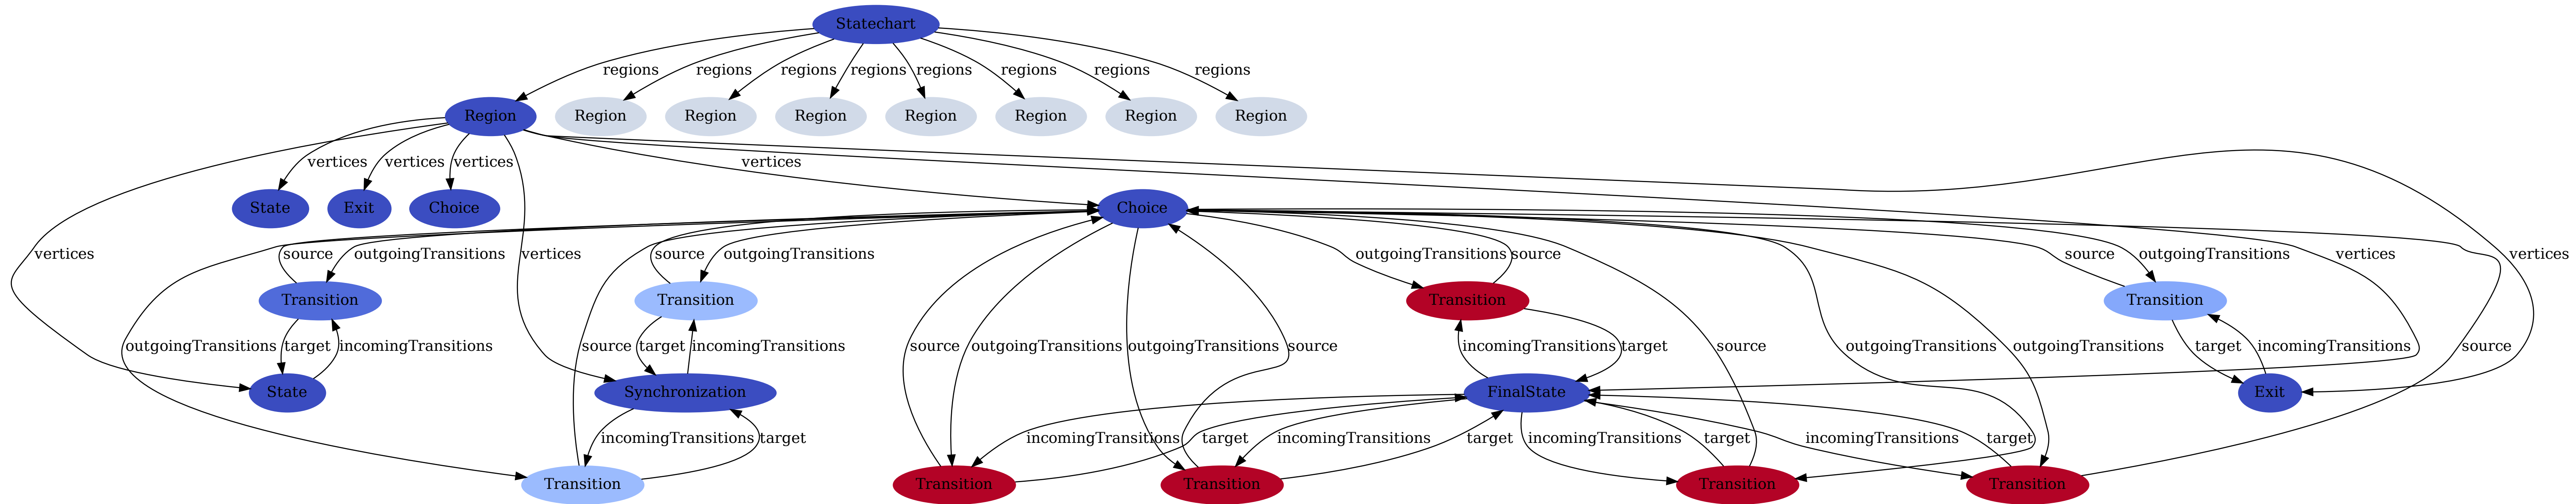 Statechart
regions
regions
regions
regions
regions
regions
regions
regions
Region
Region
Region
Region
Region
Region
Region
Region
vertices
vertices
vertices
vertices
State
Exit
Choice
Choice
vertices
source
outgoingTransitions
vertices
source
outgoingTransitions
outgoingTransitions
source
source
outgoingTransitions
vertices
vertices
Transition
Transition
Transition
Transition
outgoingTransitions
target
incomingTransitions
source
target
incomingTransitions
source
outgoingTransitions
outgoingTransitions
source
incomingTransitions
target
source
outgoingTransitions
outgoingTransitions
target
incomingTransitions
source
State
Synchronization
FinalState
Exit
incomingTransitions
target
incomingTransitions
target
incomingTransitions
target
incomingTransitions
target
incomingTransitions
target
Transition
Transition
Transition
Transition
Transition